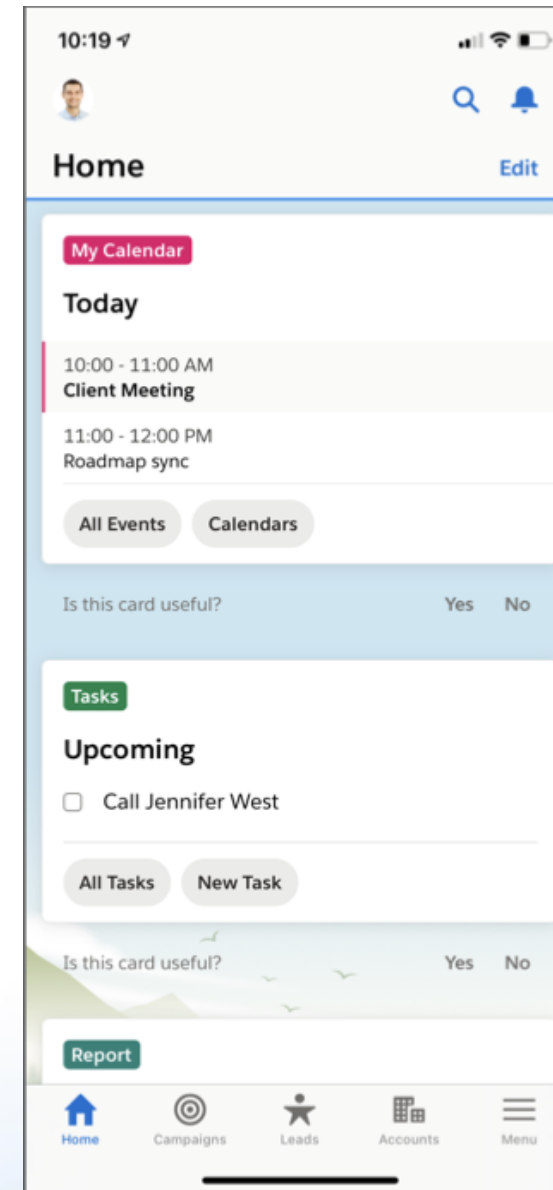 10:19
Home
Edit
My Calendar
Today
10:00 - 11:00 AM
Client Meeting
11:00 - 12:00 PM
Roadmap sync
All Events Calendars
Is this card useful? Yes No
Tasks
Upcoming
Call Jennifer West
All Tasks New Task
Is this card useful? Yes No
Report
Home Campaigns Leads Accounts Menu